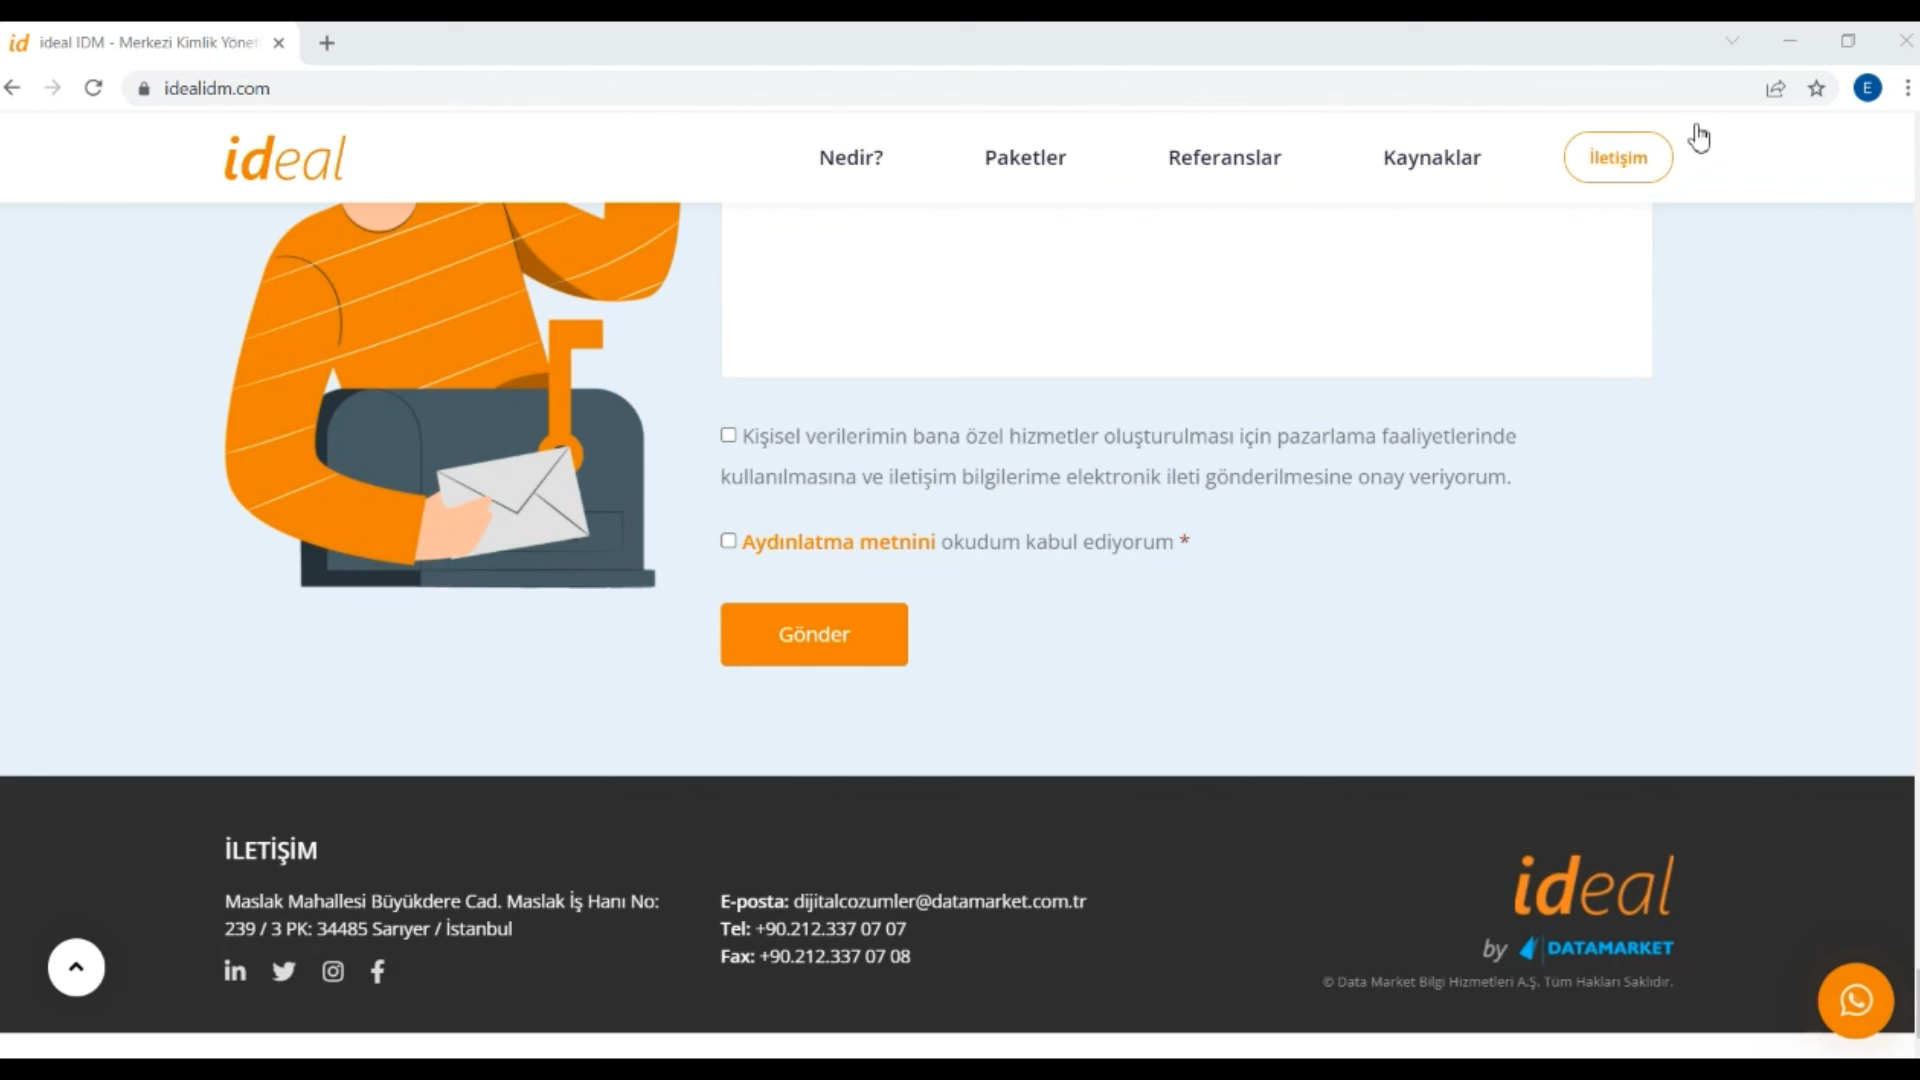 id ideal IDM - Merkezi Kimlik Yönet
idealidm.com
E
ideal
Nedir?
Paketler
Referanslar
Kaynaklar
İletişim
Kişisel verilerimin bana özel hizmetler oluşturulması için pazarlama faaliyetlerinde
kullanılmasına ve iletişim bilgilerime elektronik ileti gönderilmesine onay veriyorum.
Aydınlatma metnini okudum kabul ediyorum *
Gönder
İLETİŞİM
Maslak Mahallesi Büyükdere Cad. Maslak İş Hanı No:
239 / 3 PK: 34485 Sarıyer / İstanbul
E-posta: dijitalcozumler@datamarket.com.tr
Tel: +90.212.337 07 07
Fax: +90.212.337 07 08
ideal
by DATAMARKET
© Data Market Bilgi Hizmetleri A.Ş. Tüm Hakları Saklıdır.